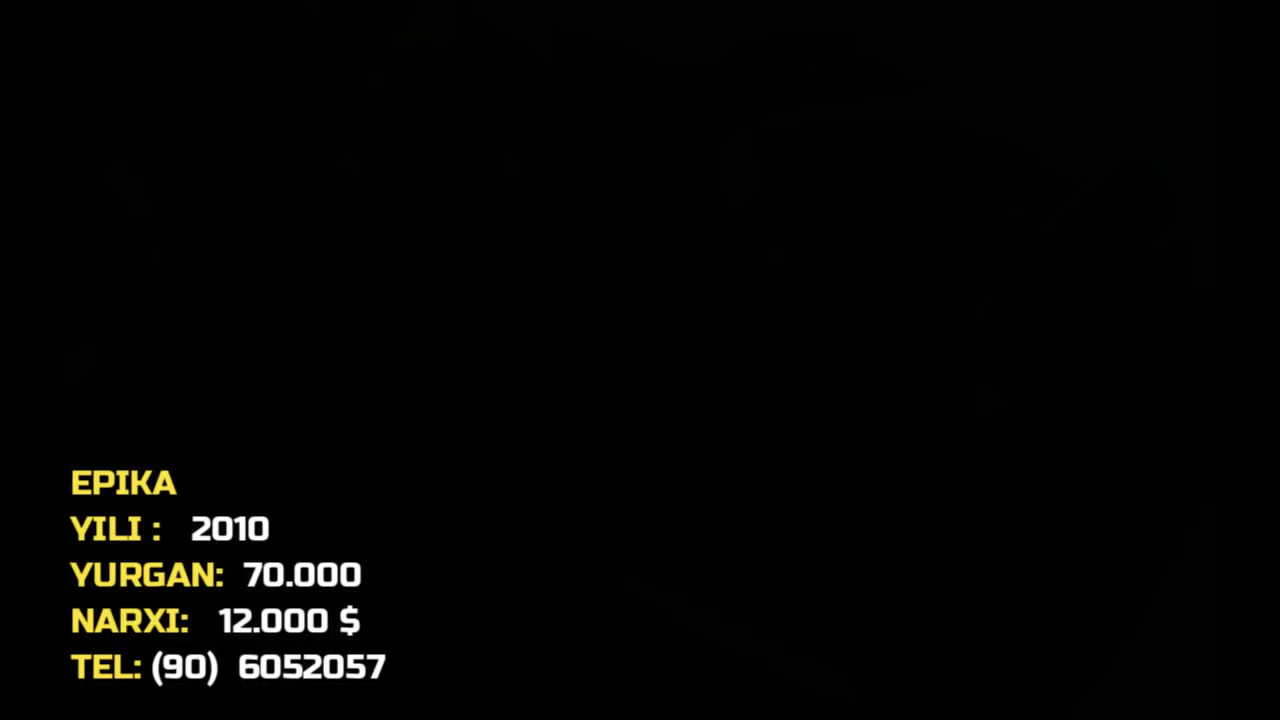 EPIKA
YILI : 2010
YURGAN: 70.000
NARXI: 12.000 $
TEL: (90) 6052057